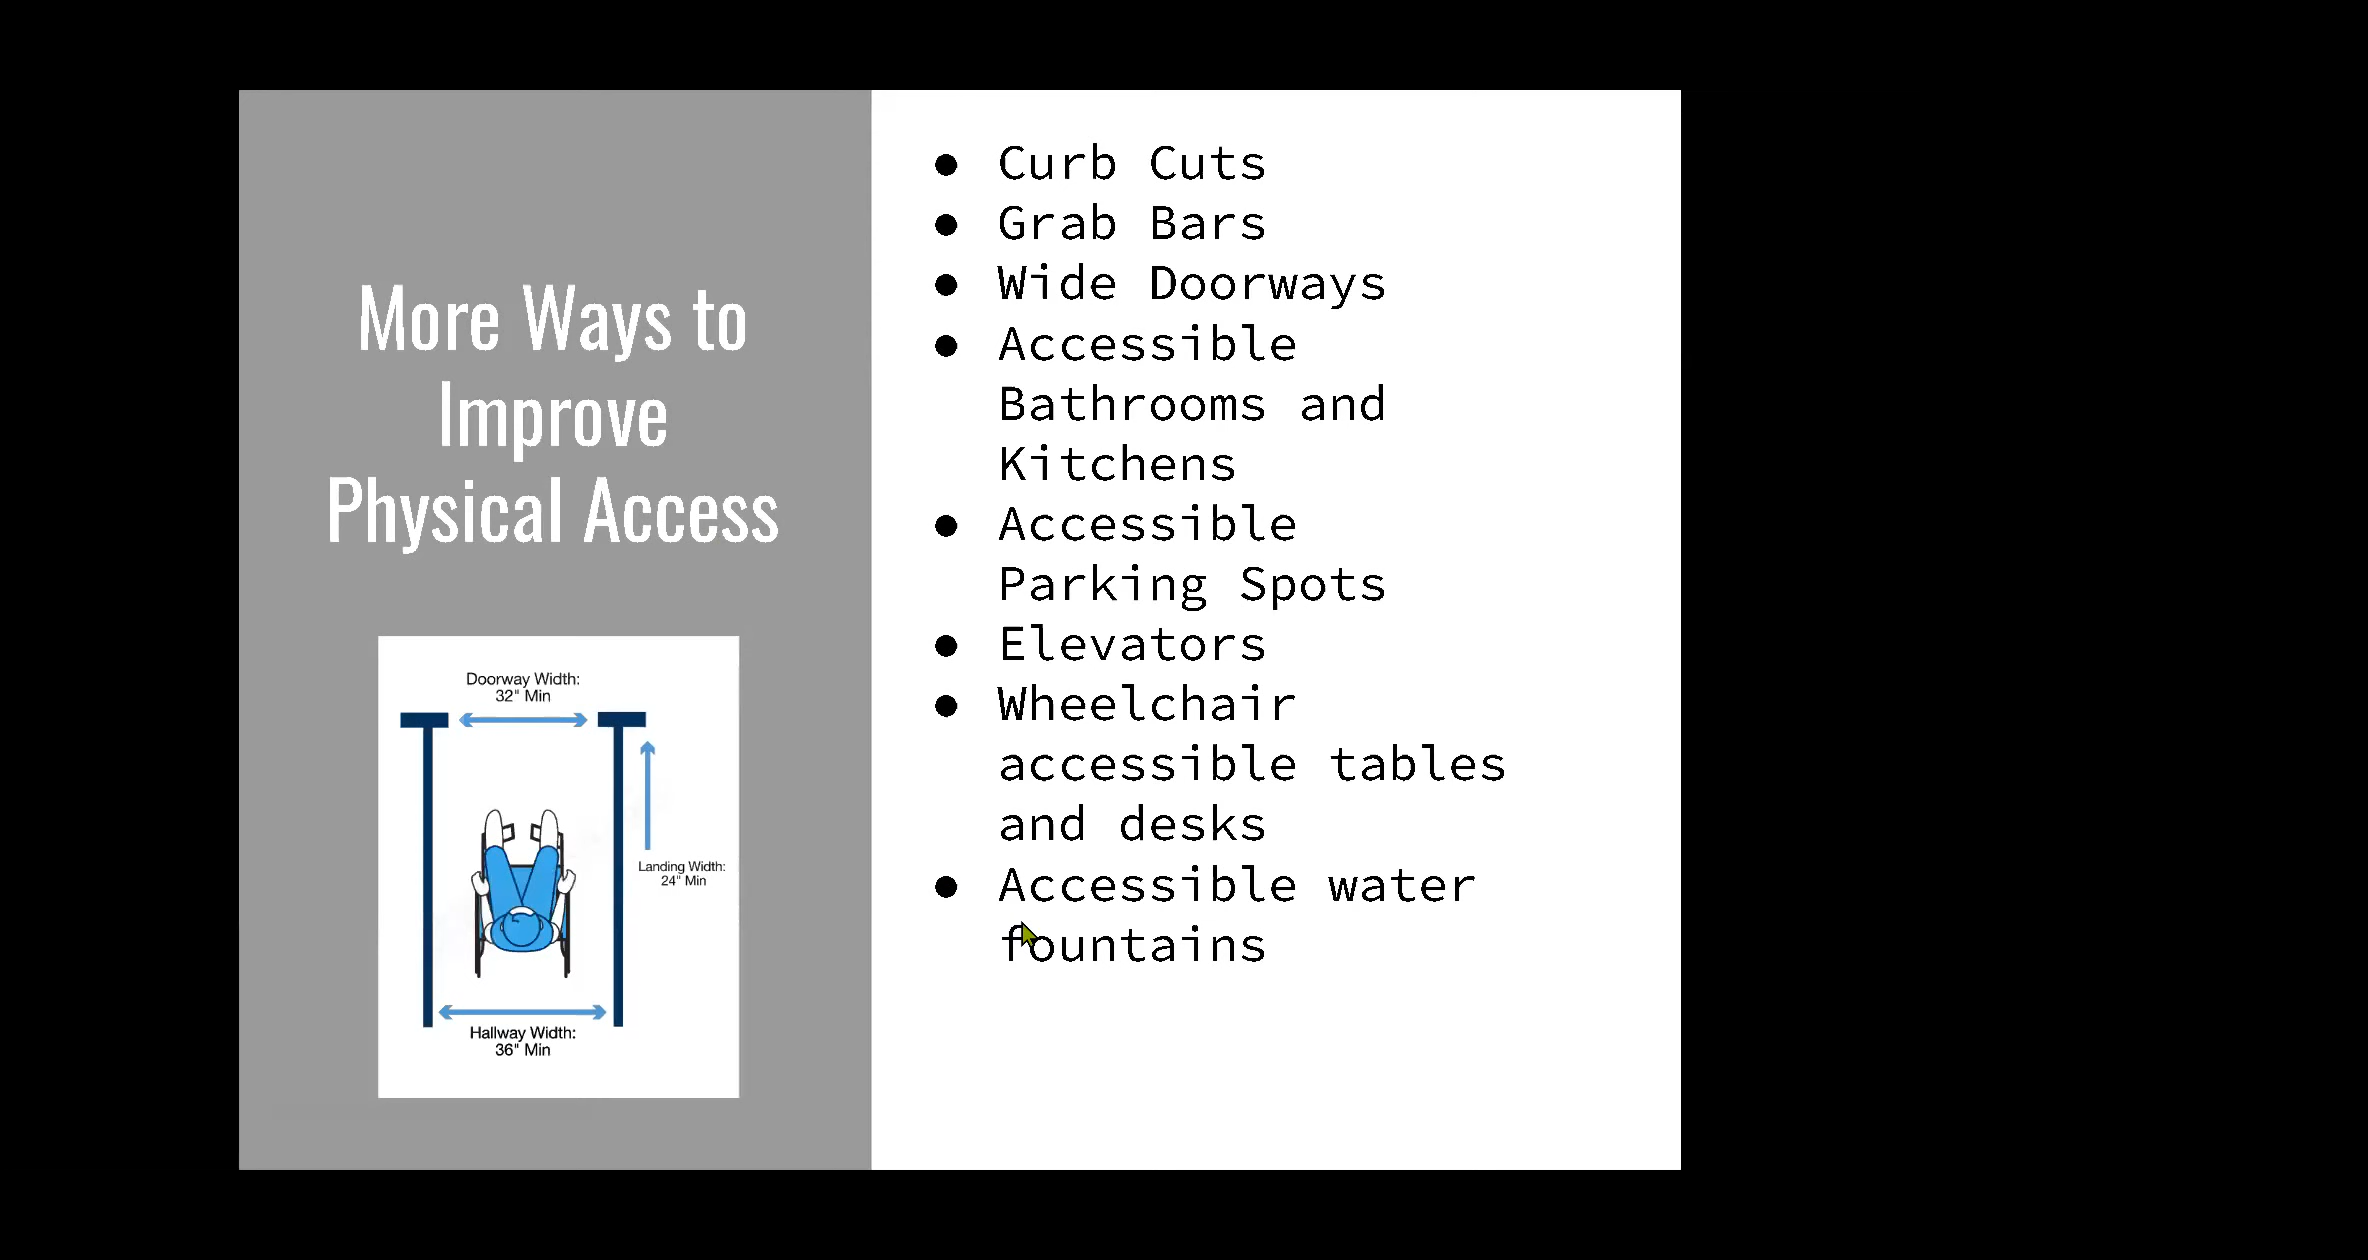 More Ways to
Improve
Physical Access
Doorway Width:
32" Min
Landing Width:
24" Min
Hallway Width:
36" Min
● Curb Cuts
● Grab Bars
● Wide Doorways
● Accessible
Bathrooms and
Kitchens
● Accessible
Parking Spots
● Elevators
● Wheelchair
accessible tables
and desks
● Accessible water
fountains